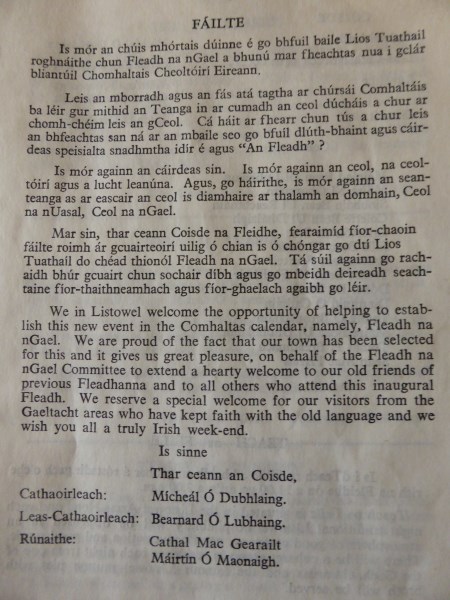 FÁILTE
Is mór an chúis mhórtais dúinne é go bhfuil baile Lios Tuathail
roghnáithe chun Fleadh na nGael a bhunú mar fheachtas nua i gclár
bliantúil Chomhaltais Cheoltóirí Eireann.
Leis an mborradh agus an fás atá tagtha ar chúrsáí Comhaltáis
ba léir gur mithid an Teanga in ar cumadh an ceol dúcháis a chur ar
chomh-chéim leis an gCeol. Cá háit ar fhearr chun tús a chur leis
an bhfeachtas san ná ar an mbaile seo go bfuil dlúth-bhaint agus cáir-
deas speisialta snadhmtha idir é agus "An Fleadh" ?
Is mór againn an cáirdeas sin. Is mór againn an ceol, na ceol-
tóirí agus a lucht leanúna. Agus, go háirithe, is mór againn an sean-
teanga as ar eascair an ceol is diamhaire ar thalamh an domhain, Ceol
na nUasal, Ceol na nGael.
Mar sin, thar ceann Coisde na Fleidhe, fearaimíd fíor-chaoin
fáilte roimh ár gcuairteoirí uilig ó chian is ó chóngar go dtí Lios
Tuathail do chéad thionól Fleadh na nGael. Tá súil againn go rach-
aidh bhúr gcuairt chun sochair díbh agus go mbeidh deireadh seach-
taine fíor-thaithneamhach agus fíor-ghaelach agaibh go léir.
We in Listowel welcome the opportunity of helping to estab-
lish this new event in the Comhaltas calendar, namely, Fleadh na
nGael. We are proud of the fact that our town has been selected
for this and it gives us great pleasure, on behalf of the Fleadh na
nGael Committee to extend a hearty welcome to our old friends of
previous Fleadhanna and to all others who attend this inaugural
Fleadh. We reserve a special welcome for our visitors from the
Gaeltacht areas who have kept faith with the old language and we
wish you all a truly Irish week-end.
Is sinne
Thar ceann an Coisde,
Cathaoirleach: Micheál Ó Dubhlaing.
Leas-Cathaoirleach: Bearnard Ó Lubhaing.
Rúnaithe: Cathal Mac Gearailt
Máirtín Ó Maonaigh.